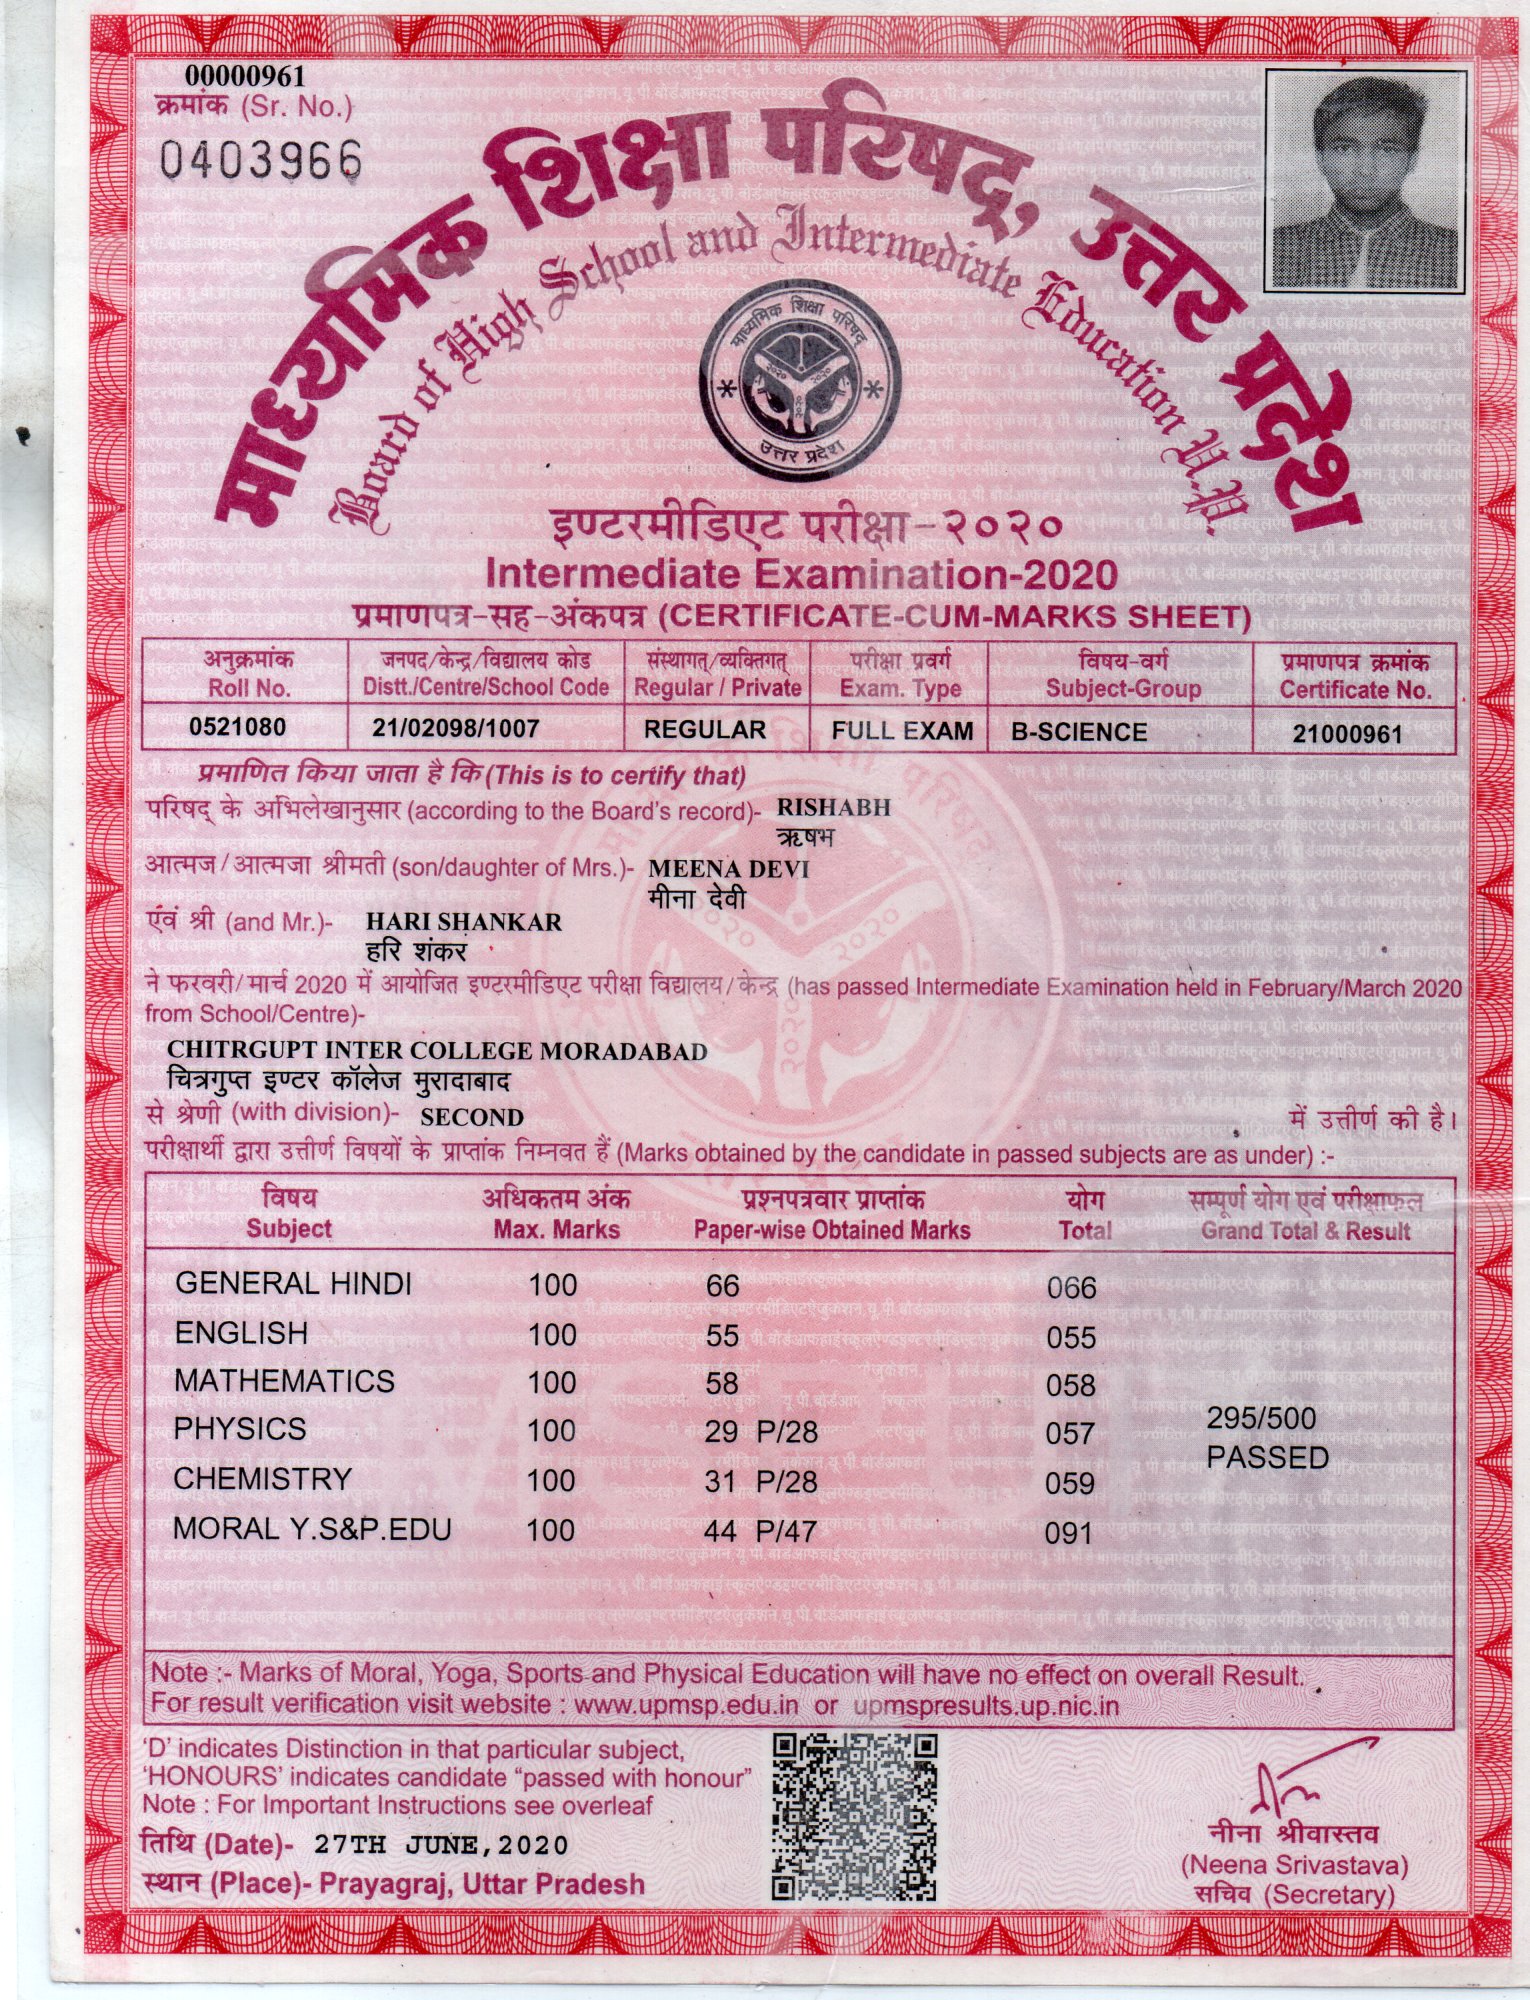 00000961
क्रमांक (Sr. No.)
0403966
माध्यमिक शिक्षा परिषद्, उत्तर प्रदेश
Board of High School and Intermediate Education U.P.
माध्यमिक शिक्षा परिषद
२०२० २०२०
२०२०
उत्तर प्रदेश
इण्टरमीडिएट परीक्षा-२०२०
Intermediate Examination-2020
प्रमाणपत्र-सह-अंकपत्र (CERTIFICATE-CUM-MARKS SHEET)
अनुक्रमांक जनपद/केन्द्र/विद्यालय कोड संस्थागत्/व्यक्तिगत् परीक्षा प्रवर्ग विषय-वर्ग प्रमाणपत्र क्रमांक
Roll No. Distt./Centre/School Code Regular / Private Exam. Type Subject-Group Certificate No.
0521080 21/02098/1007 REGULAR FULL EXAM B-SCIENCE 21000961
प्रमाणित किया जाता है कि (This is to certify that)
परिषद् के अभिलेखानुसार (according to the Board's record)- RISHABH
ऋषभ
आत्मज/आत्मजा श्रीमती (son/daughter of Mrs.)- MEENA DEVI
मीना देवी
एवं श्री (and Mr.)- HARI SHANKAR
हरि शंकर
ने फरवरी/मार्च 2020 में आयोजित इण्टरमीडिएट परीक्षा विद्यालय/केन्द्र (has passed Intermediate Examination held in February/March 2020
from School/Centre)-
CHITRGUPT INTER COLLEGE MORADABAD
चित्रगुप्त इण्टर कॉलेज मुरादाबाद
से श्रेणी (with division)- SECOND में उत्तीर्ण की है।
परीक्षार्थी द्वारा उत्तीर्ण विषयों के प्राप्तांक निम्नवत हैं (Marks obtained by the candidate in passed subjects are as under) :-
विषय अधिकतम अंक प्रश्नपत्रवार प्राप्तांक योग सम्पूर्ण योग एवं परीक्षाफल
Subject Max. Marks Paper-wise Obtained Marks Total Grand Total & Result
GENERAL HINDI 100 66 066
ENGLISH 100 55 055
MATHEMATICS 100 58 058
PHYSICS 100 29 P/28 057 295/500
PASSED
CHEMISTRY 100 31 P/28 059
MORAL Y.S&P.EDU 100 44 P/47 091
Note :- Marks of Moral, Yoga, Sports and Physical Education will have no effect on overall Result.
For result verification visit website : www.upmsp.edu.in or upmspresults.up.nic.in
'D' indicates Distinction in that particular subject,
'HONOURS' indicates candidate "passed with honour"
Note : For Important Instructions see overleaf
तिथि (Date)- 27TH JUNE,2020
स्थान (Place)- Prayagraj, Uttar Pradesh
नीना श्रीवास्तव
(Neena Srivastava)
सचिव (Secretary)